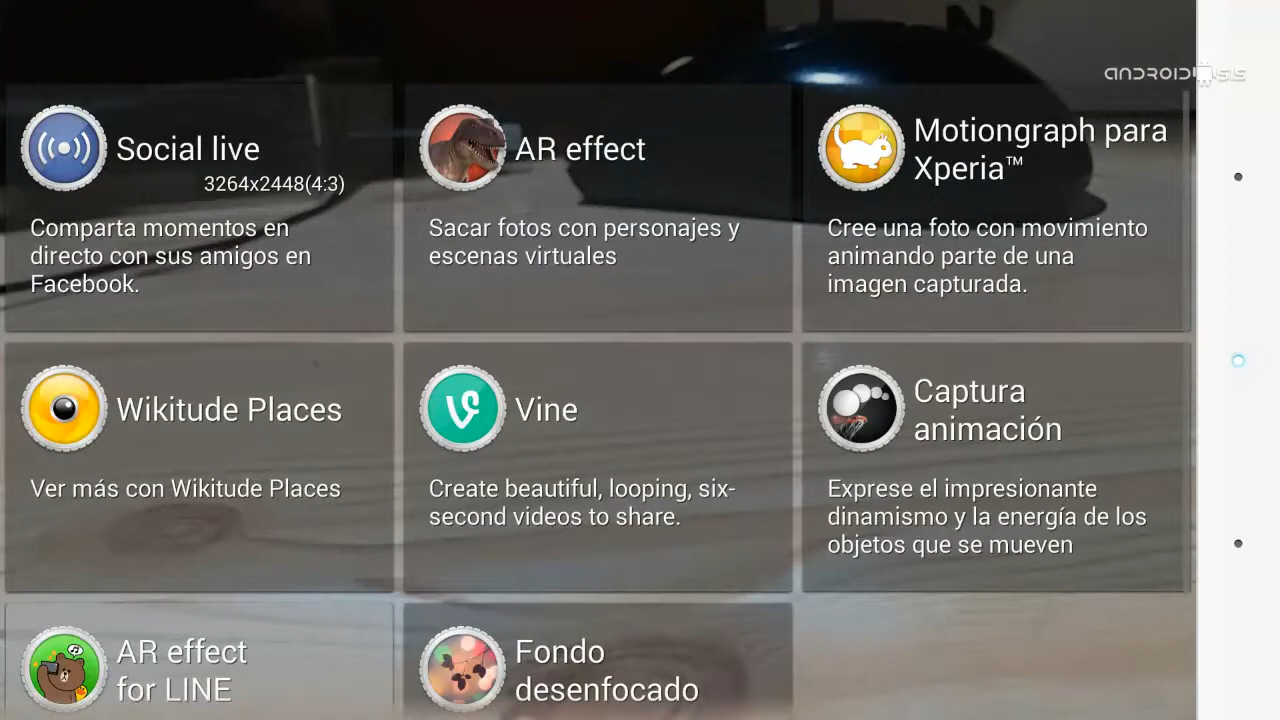 ANDROIDSIS
Social live
3264x2448(4:3)
Comparta momentos en
directo con sus amigos en
Facebook.
AR effect
Sacar fotos con personajes y
escenas virtuales
Motiongraph para
Xperia™
Cree una foto con movimiento
animando parte de una
imagen capturada.
Wikitude Places
Ver más con Wikitude Places
Vine
Create beautiful, looping, six-
second videos to share.
Captura
animación
Exprese el impresionante
dinamismo y la energía de los
objetos que se mueven
AR effect
for LINE
Fondo
desenfocado